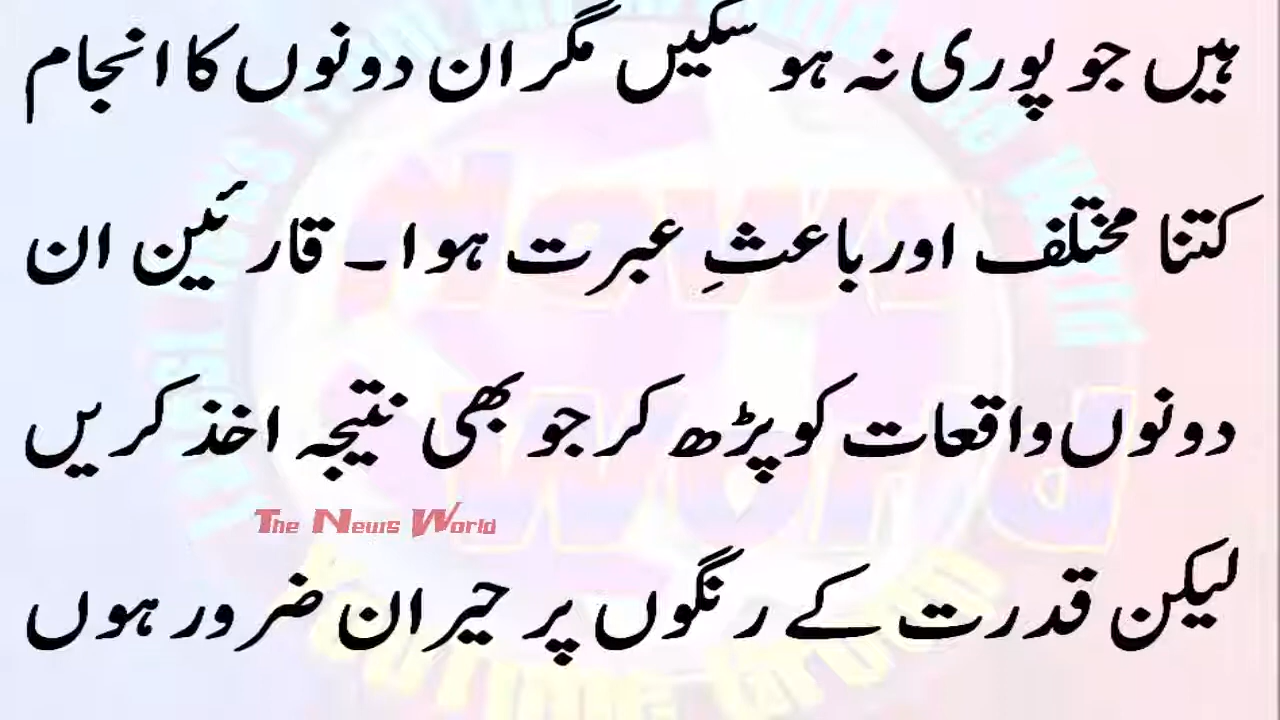 ہیں جو پوری نہ ہو سکیں مگر ان دونوں کا انجام
کتنا مختلف اور باعثِ عبرت ہوا۔ قارئین ان
دونوں واقعات کو پڑھ کر جو بھی نتیجہ اخذ کریں
The News World
لیکن قدرت کے رنگوں پر حیران ضرور ہوں